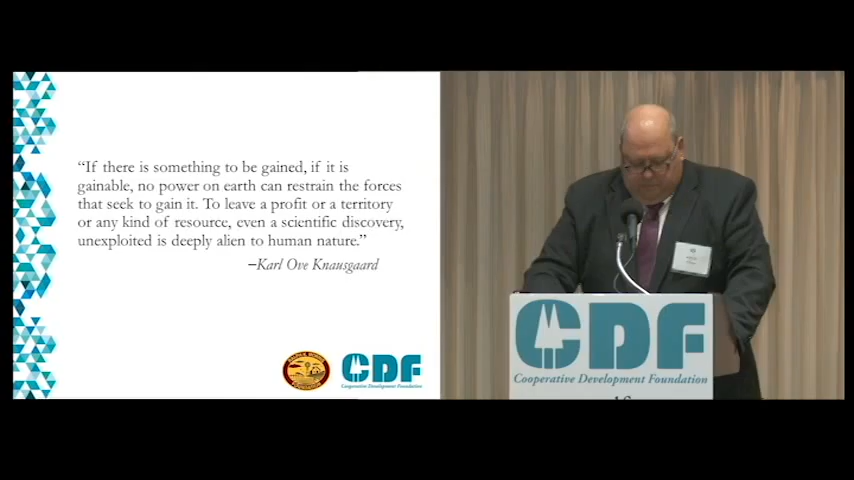 “If there is something to be gained, if it is
gainable, no power on earth can restrain the forces
that seek to gain it. To leave a profit or a territory
or any kind of resource, even a scientific discovery,
unexploited is deeply alien to human nature.”
–Karl Ove Knausgaard
CDF
Cooperative Development Foundation
CDF
Cooperative Development Foundation